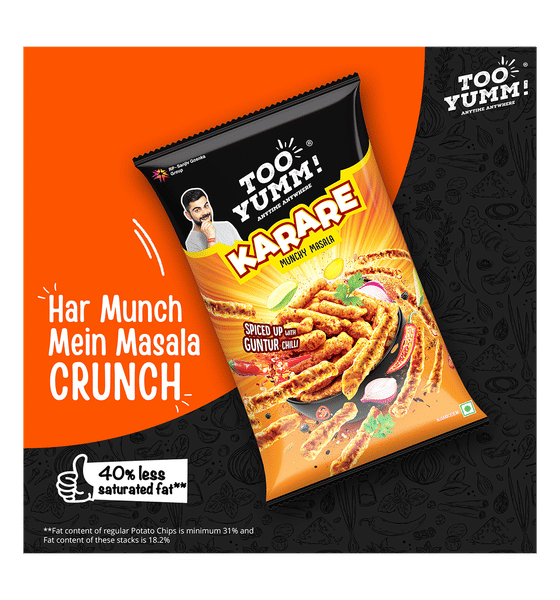 TOO
YUMM!
ANYTIME ANYWHERE
®
RP-Sanjiv Goenka
Group
TOO
YUMM!
®
ANYTIME ANYWHERE
KARARE
MUNCHY MASALA
SPICED UP WITH
GUNTUR CHILLI
Har Munch
Mein Masala
CRUNCH
40% less
saturated fat**
**Fat content of regular Potato Chips is minimum 31% and
Fat content of these stacks is 18.2%